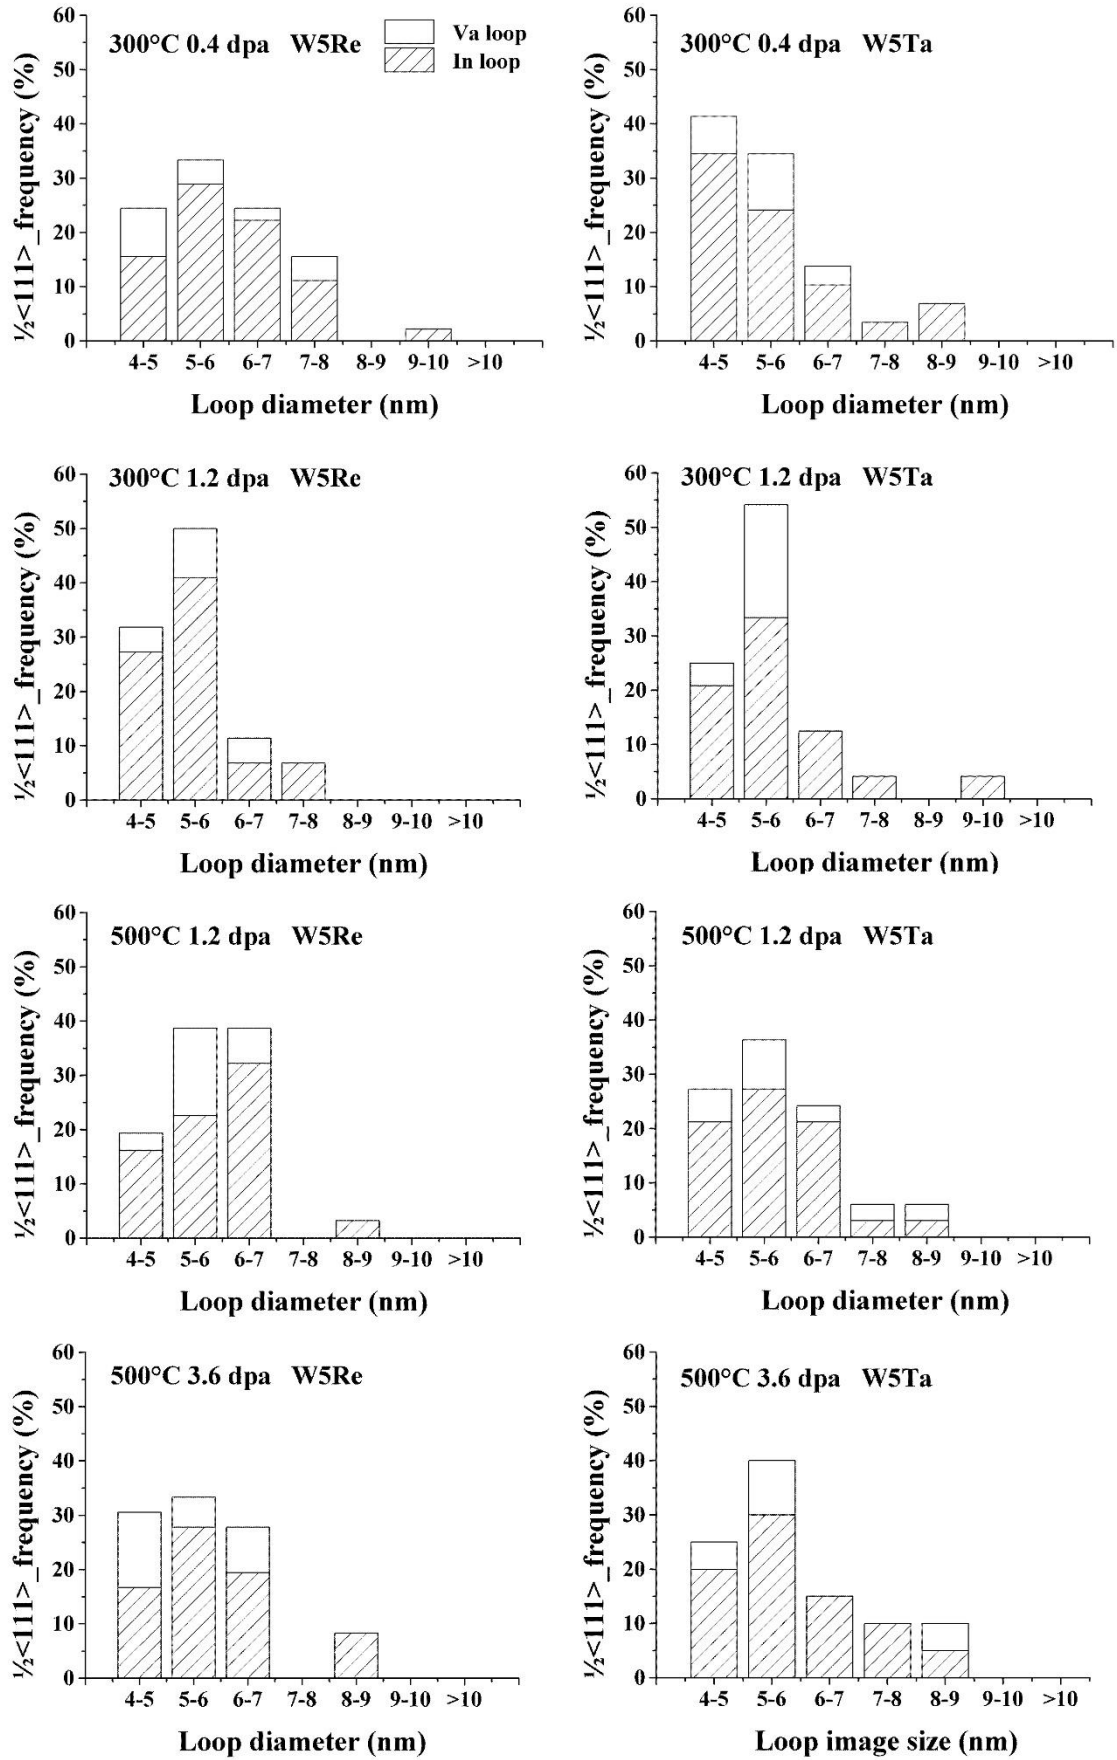 300°C 0.4 dpa W5Re
Va loop
In loop
½<111>_frequency (%)
60
50
40
30
20
10
0
4-5 5-6 6-7 7-8 8-9 9-10 >10
Loop diameter (nm)
300°C 0.4 dpa W5Ta
½<111>_frequency (%)
60
50
40
30
20
10
0
4-5 5-6 6-7 7-8 8-9 9-10 >10
Loop diameter (nm)
300°C 1.2 dpa W5Re
½<111>_frequency (%)
60
50
40
30
20
10
0
4-5 5-6 6-7 7-8 8-9 9-10 >10
Loop diameter (nm)
300°C 1.2 dpa W5Ta
½<111>_frequency (%)
60
50
40
30
20
10
0
4-5 5-6 6-7 7-8 8-9 9-10 >10
Loop diameter (nm)
500°C 1.2 dpa W5Re
½<111>_frequency (%)
60
50
40
30
20
10
0
4-5 5-6 6-7 7-8 8-9 9-10 >10
Loop diameter (nm)
500°C 1.2 dpa W5Ta
½<111>_frequency (%)
60
50
40
30
20
10
0
4-5 5-6 6-7 7-8 8-9 9-10 >10
Loop diameter (nm)
500°C 3.6 dpa W5Re
½<111>_frequency (%)
60
50
40
30
20
10
0
4-5 5-6 6-7 7-8 8-9 9-10 >10
Loop diameter (nm)
500°C 3.6 dpa W5Ta
½<111>_frequency (%)
60
50
40
30
20
10
0
4-5 5-6 6-7 7-8 8-9 9-10 >10
Loop image size (nm)